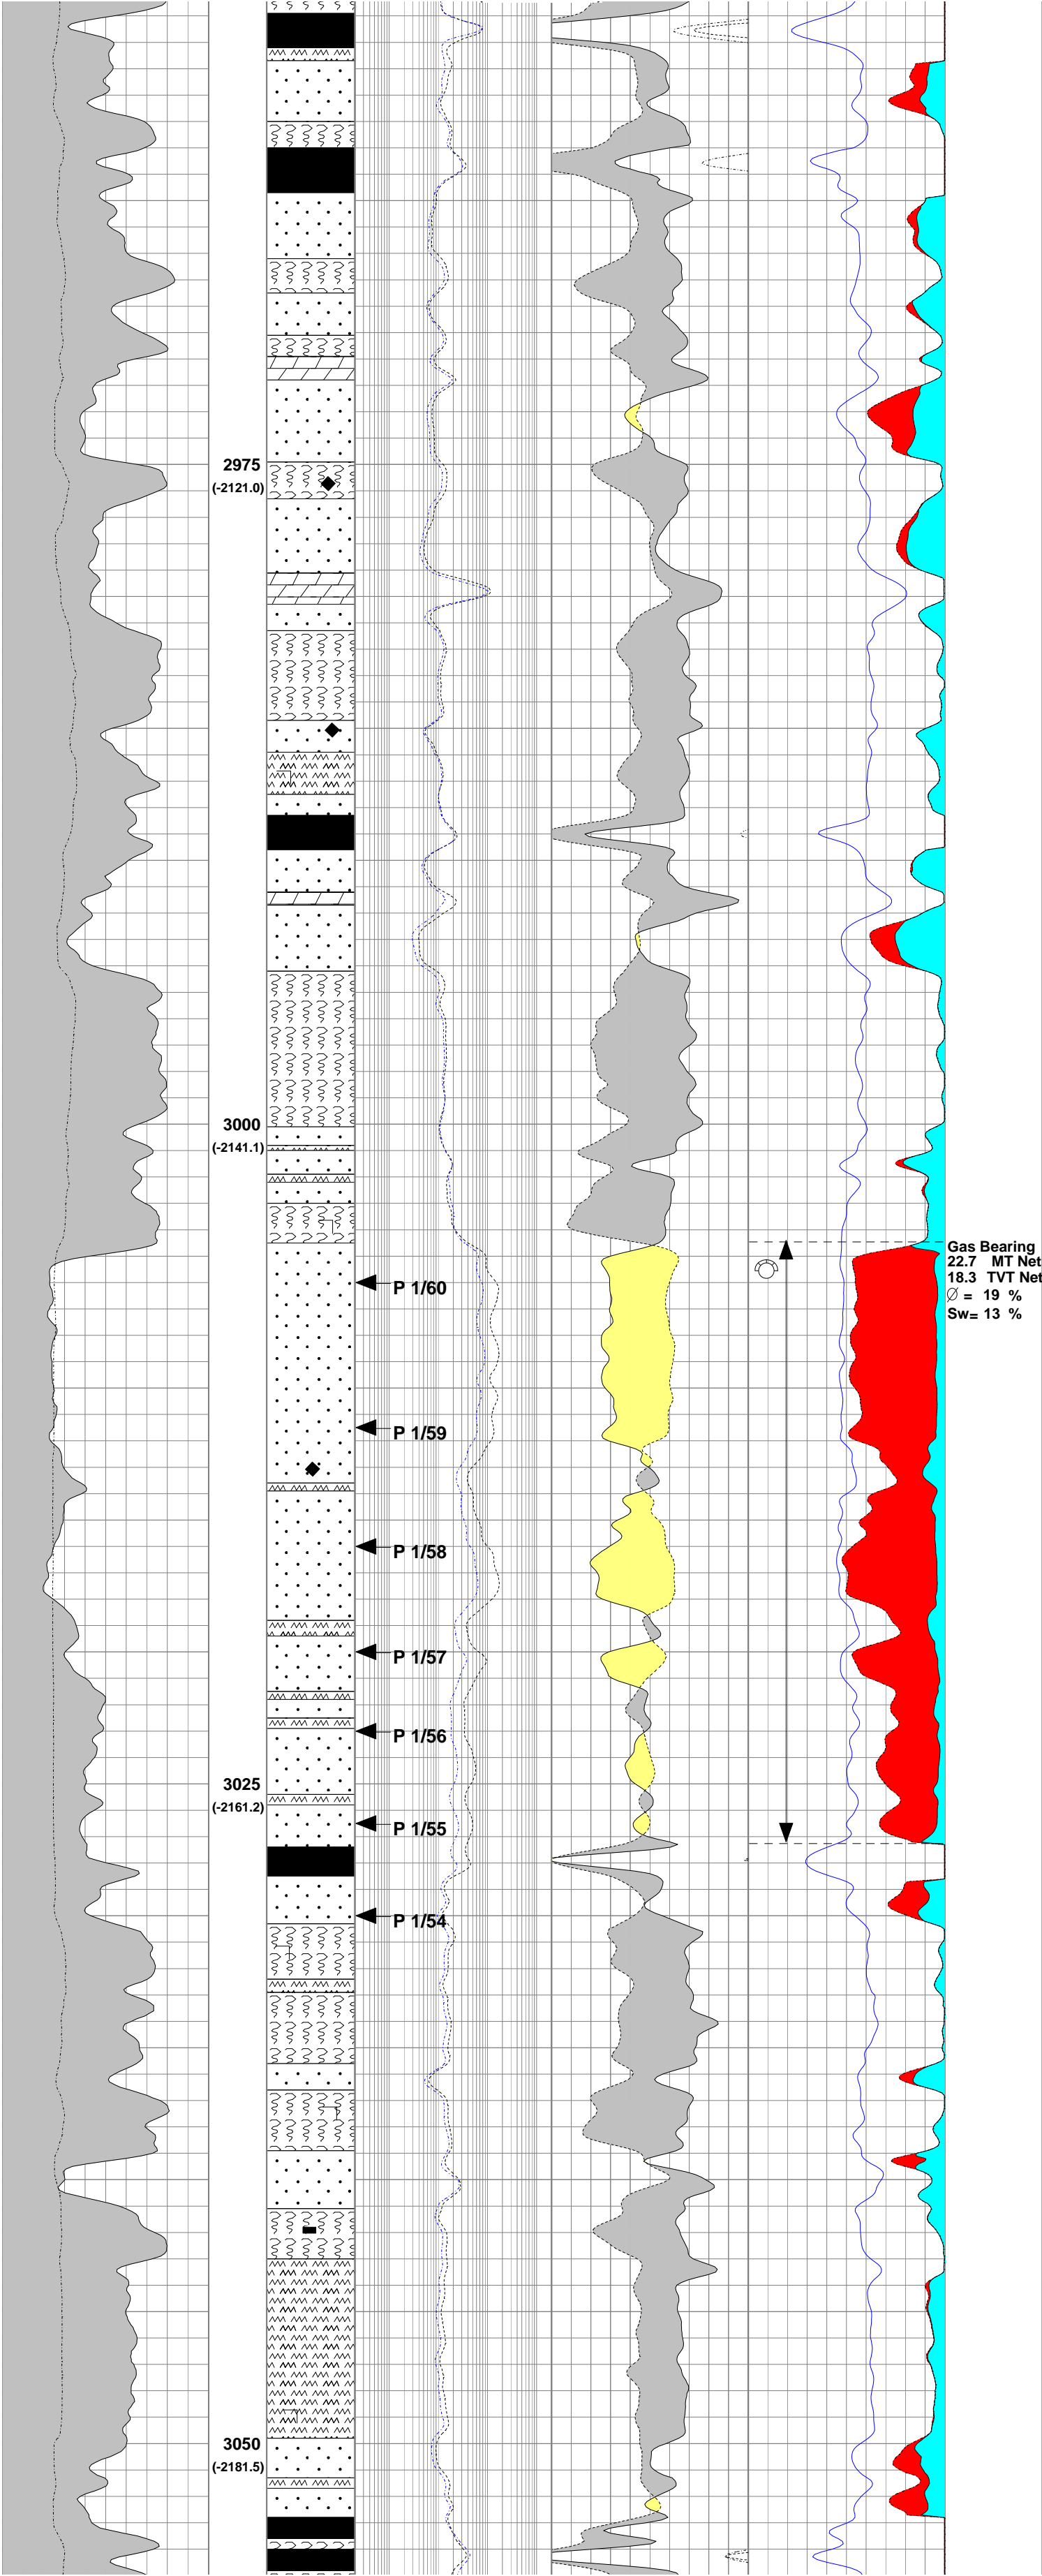 2975
(-2121.0)
3000
(-2141.1)
Gas Bearing
22.7 MT Net
18.3 TVT Net
Ø = 19 %
Sw= 13 %
P 1/60
P 1/59
P 1/58
P 1/57
P 1/56
3025
(-2161.2)
P 1/55
P 1/54
3050
(-2181.5)